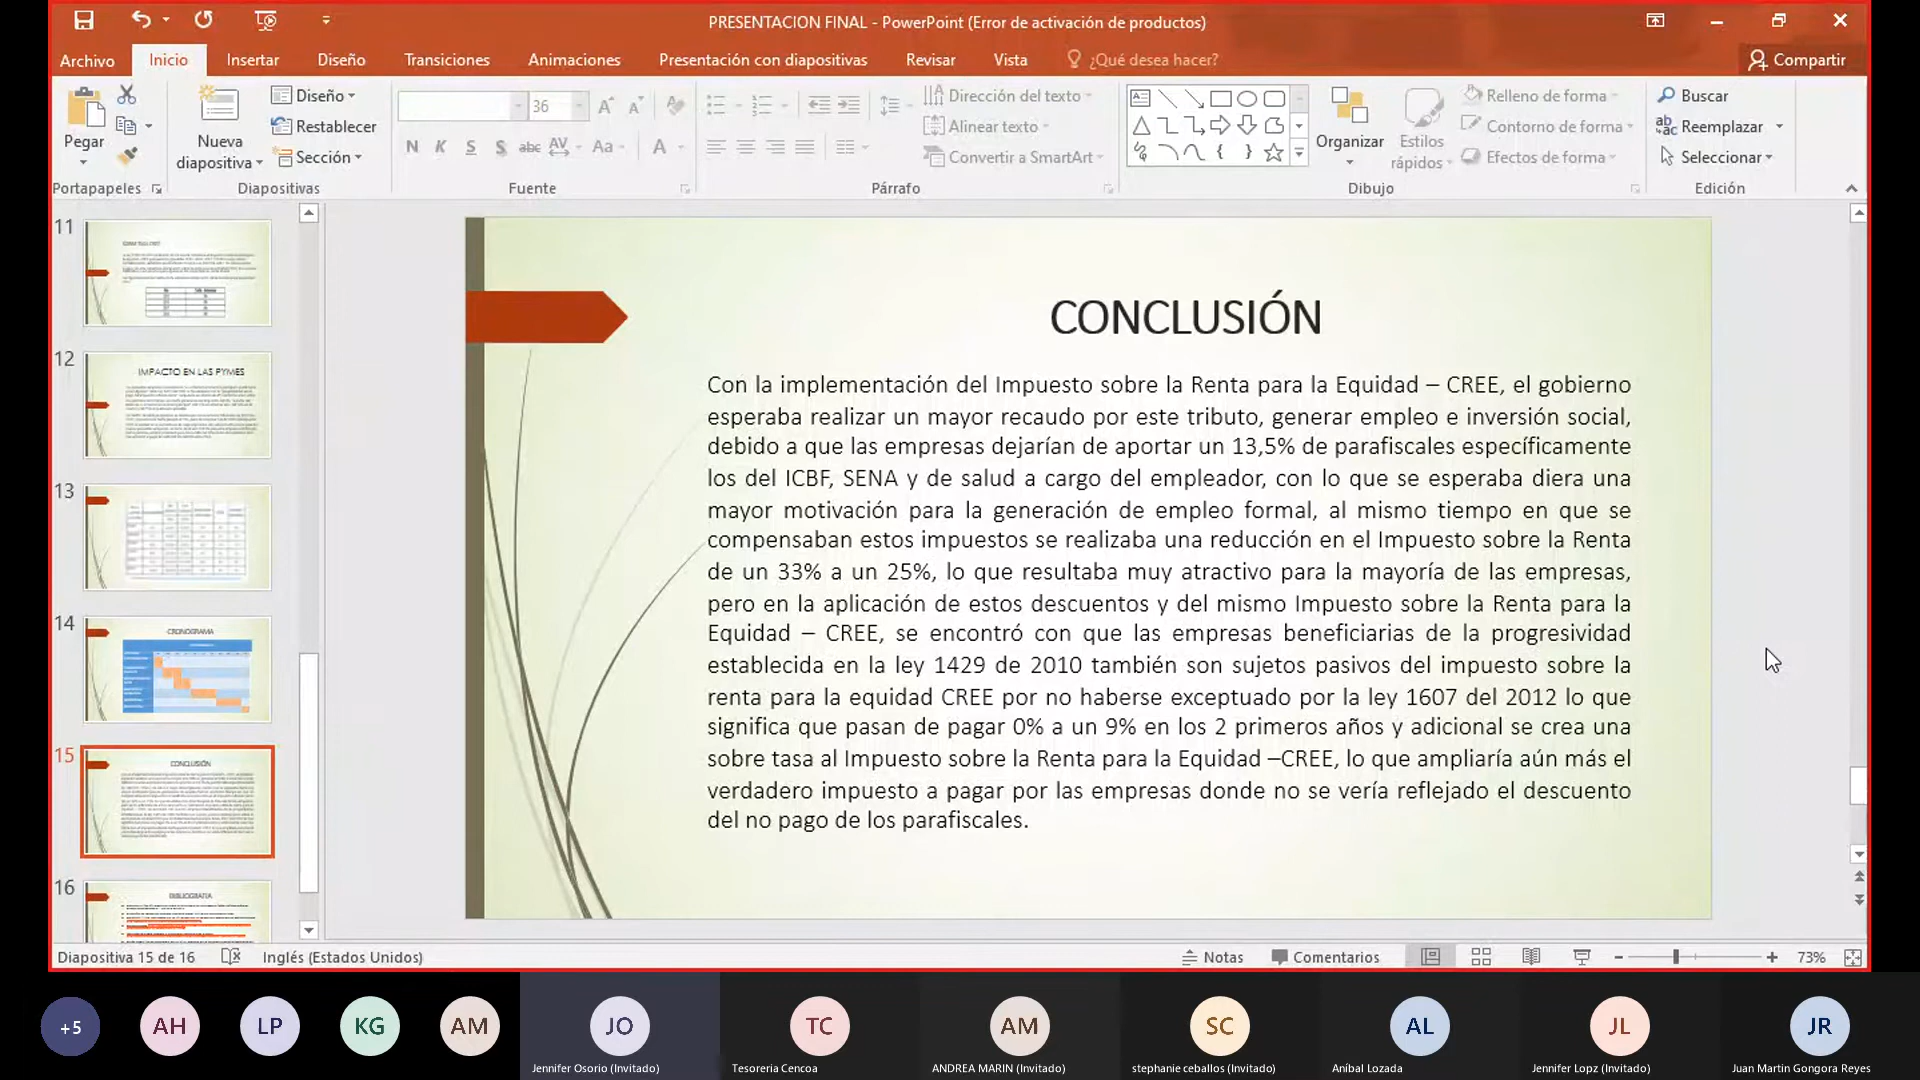 PRESENTACION FINAL - PowerPoint (Error de activación de productos)
Archivo Inicio Insertar Diseño Transiciones Animaciones Presentación con diapositivas Revisar Vista ¿Qué desea hacer? Compartir
Pegar
Nueva diapositiva
Diseño
Restablecer
Sección
36
N K S S abc AV Aa A
Dirección del texto
Alinear texto
Convertir a SmartArt
Organizar
Estilos rápidos
Relleno de forma
Contorno de forma
Efectos de forma
Buscar
Reemplazar
Seleccionar
Portapapeles Diapositivas Fuente Párrafo Dibujo Edición
11
12
IMPACTO EN LAS PYMES
13
14
CRONOGRAMA
15
CONCLUSIÓN
16
BIBLIOGRAFIA
CONCLUSIÓN
Con la implementación del Impuesto sobre la Renta para la Equidad – CREE, el gobierno
esperaba realizar un mayor recaudo por este tributo, generar empleo e inversión social,
debido a que las empresas dejarían de aportar un 13,5% de parafiscales específicamente
los del ICBF, SENA y de salud a cargo del empleador, con lo que se esperaba diera una
mayor motivación para la generación de empleo formal, al mismo tiempo en que se
compensaban estos impuestos se realizaba una reducción en el Impuesto sobre la Renta
de un 33% a un 25%, lo que resultaba muy atractivo para la mayoría de las empresas,
pero en la aplicación de estos descuentos y del mismo Impuesto sobre la Renta para la
Equidad – CREE, se encontró con que las empresas beneficiarias de la progresividad
establecida en la ley 1429 de 2010 también son sujetos pasivos del impuesto sobre la
renta para la equidad CREE por no haberse exceptuado por la ley 1607 del 2012 lo que
significa que pasan de pagar 0% a un 9% en los 2 primeros años y adicional se crea una
sobre tasa al Impuesto sobre la Renta para la Equidad –CREE, lo que ampliaría aún más el
verdadero impuesto a pagar por las empresas donde no se vería reflejado el descuento
del no pago de los parafiscales.
Diapositiva 15 de 16 Inglés (Estados Unidos) Notas Comentarios 73%
+5 AH LP KG AM JO TC AM SC AL JL JR
Jennifer Osorio (Invitado) Tesoreria Cencoa ANDREA MARIN (Invitado) stephanie ceballos (Invitado) Aníbal Lozada Jennifer Lopz (Invitado) Juan Martin Gongora Reyes